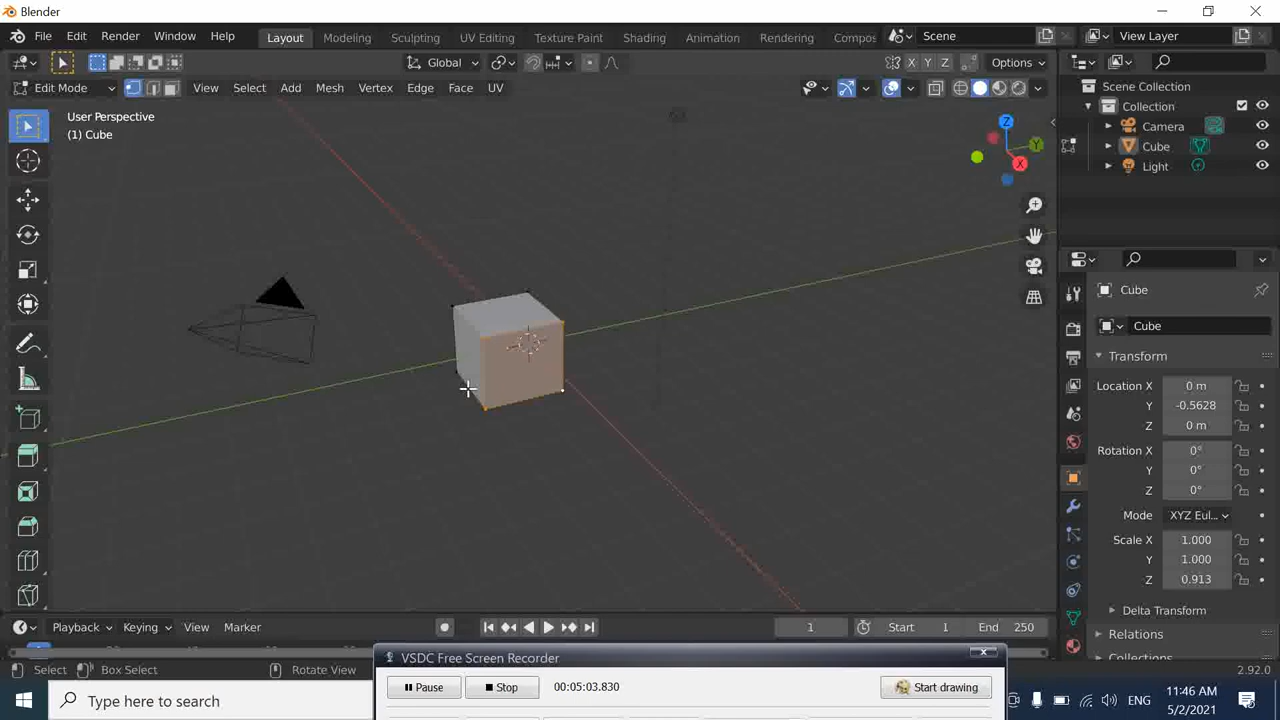 Blender
File Edit Render Window Help Layout Modeling Sculpting UV Editing Texture Paint Shading Animation Rendering Compos Scene View Layer
Global X Y Z Options
Edit Mode View Select Add Mesh Vertex Edge Face UV
Scene Collection
Collection
Camera
Cube
Light
User Perspective
(1) Cube
Z
Y
X
Cube
Cube
Transform
Location X 0 m
Y -0.5628
Z 0 m
Rotation X 0°
Y 0°
Z 0°
Mode XYZ Eul...
Scale X 1.000
Y 1.000
Z 0.913
Delta Transform
Relations
Collections
Playback Keying View Marker 1 Start 1 End 250
Select Box Select Rotate View 2.92.0
VSDC Free Screen Recorder
Pause Stop 00:05:03.830 Start drawing
Type here to search
ENG
11:46 AM
5/2/2021